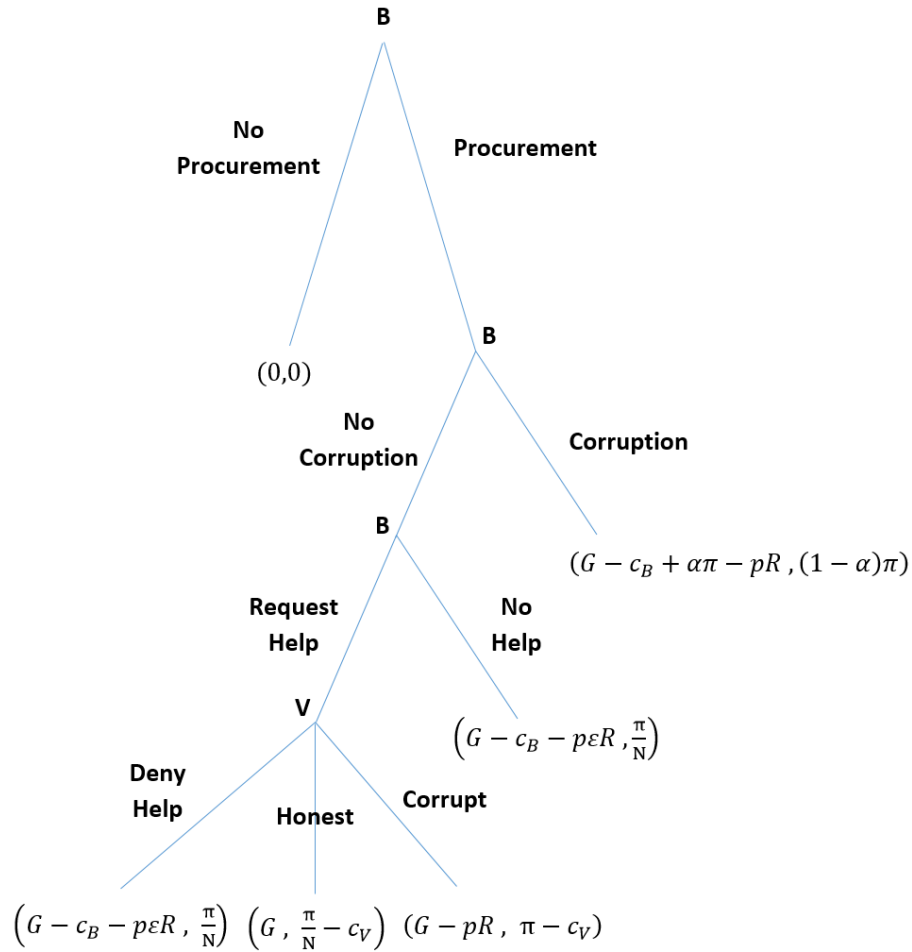 B
No
Procurement
Procurement
B
(0,0)
No
Corruption
Corruption
B
(G − c_B + απ − pR , (1 − α)π)
Request
Help
No
Help
V
(G − c_B − pεR , π/N)
Deny
Help
Honest
Corrupt
(G − c_B − pεR , π/N) (G , π/N − c_V) (G − pR , π − c_V)